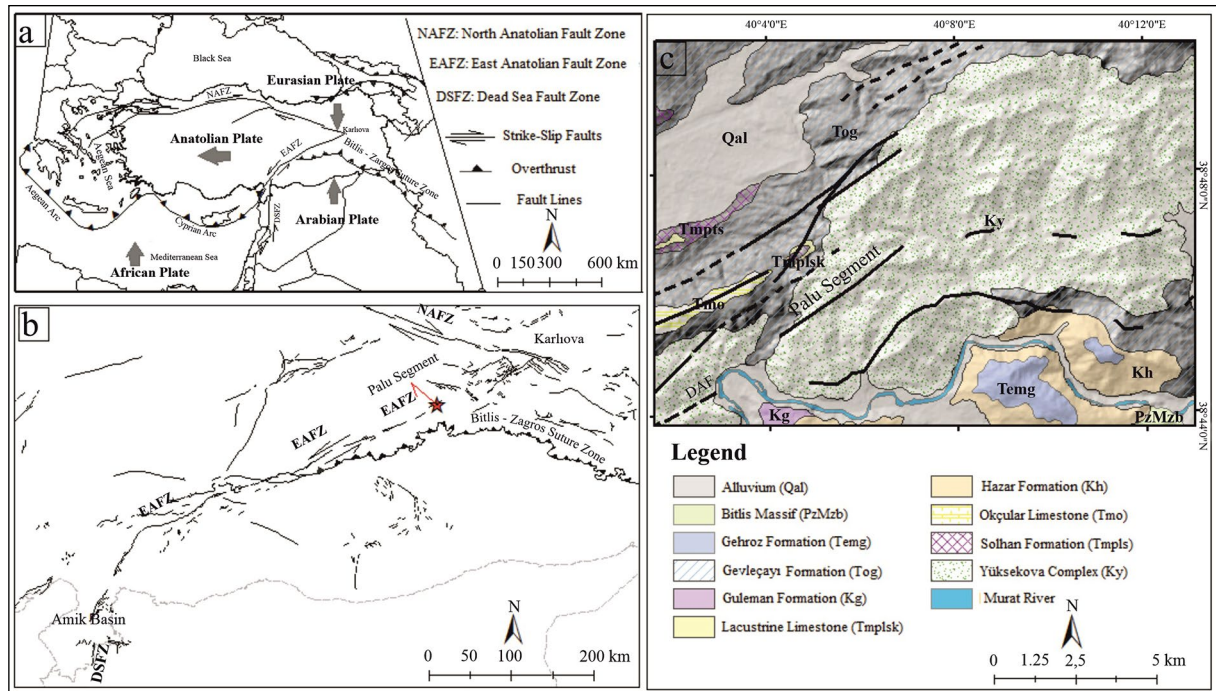 a
Black Sea
Eurasian Plate
NAFZ
Karlıova
Anatolian Plate
EAFZ
Bitlis - Zagros Suture Zone
Aegean Sea
Aegean Arc
Cyprian Arc
DSFZ
Arabian Plate
Mediterranean Sea
African Plate
NAFZ: North Anatolian Fault Zone
EAFZ: East Anatolian Fault Zone
DSFZ: Dead Sea Fault Zone
Strike-Slip Faults
Overthrust
Fault Lines
N
0 150 300 600 km
b
NAFZ
Karlıova
Palu Segment
EAFZ
Bitlis - Zagros Suture Zone
EAFZ
EAFZ
Amik Basin
DSFZ
N
0 50 100 200 km
c
40°4'0"E 40°8'0"E 40°12'0"E
38°48'0"N
38°44'0"N
Qal
Tog
Tmpts
Tmplsk
Ky
Palu Segment
Tmo
DAF
Kg
Temg
Kh
PzMzb
Legend
Alluvium (Qal)
Bitlis Massif (PzMzb)
Gehroz Formation (Temg)
Gevleçayı Formation (Tog)
Guleman Formation (Kg)
Lacustrine Limestone (Tmplsk)
Hazar Formation (Kh)
Okçular Limestone (Tmo)
Solhan Formation (Tmpls)
Yüksekova Complex (Ky)
Murat River
N
0 1.25 2,5 5 km